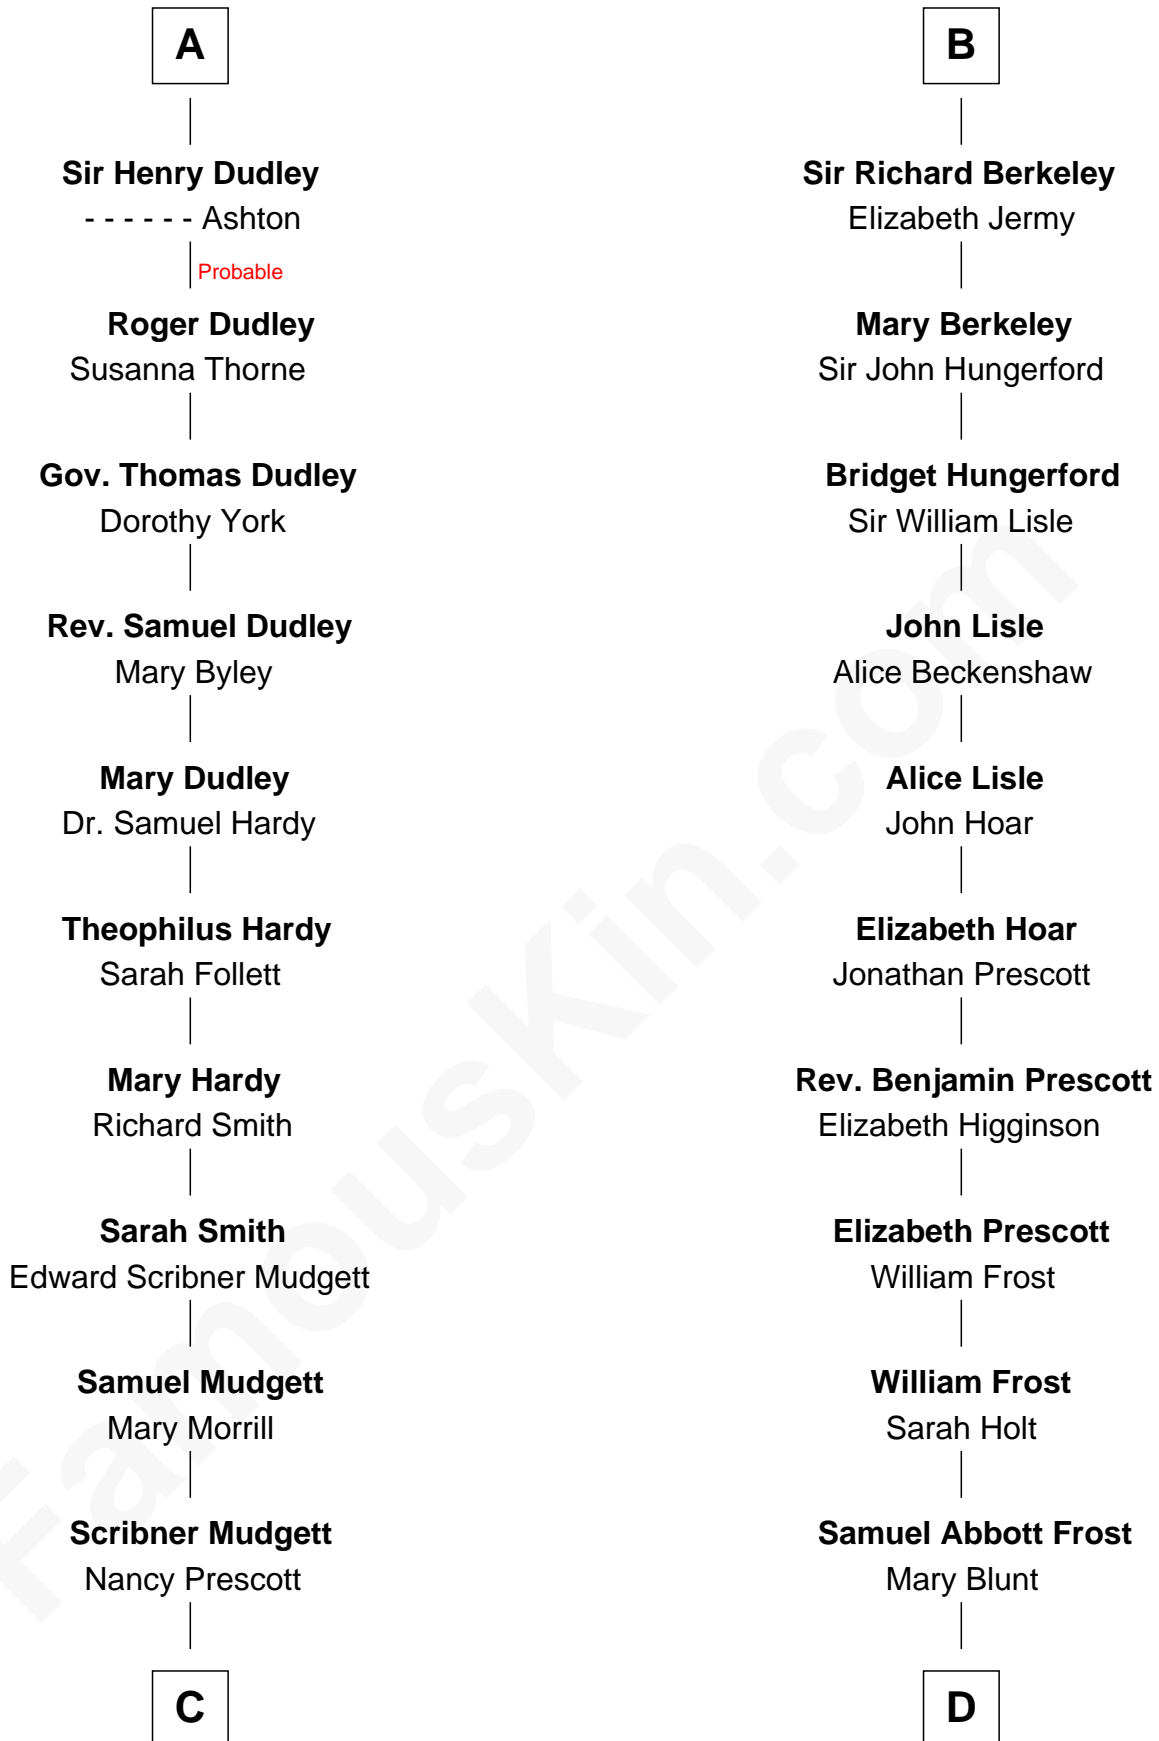 A
Sir Henry Dudley
- - - - - - Ashton
Probable
Roger Dudley
Susanna Thorne
Gov. Thomas Dudley
Dorothy York
Rev. Samuel Dudley
Mary Byley
Mary Dudley
Dr. Samuel Hardy
Theophilus Hardy
Sarah Follett
Mary Hardy
Richard Smith
Sarah Smith
Edward Scribner Mudgett
Samuel Mudgett
Mary Morrill
Scribner Mudgett
Nancy Prescott
C
B
Sir Richard Berkeley
Elizabeth Jermy
Mary Berkeley
Sir John Hungerford
Bridget Hungerford
Sir William Lisle
John Lisle
Alice Beckenshaw
Alice Lisle
John Hoar
Elizabeth Hoar
Jonathan Prescott
Rev. Benjamin Prescott
Elizabeth Higginson
Elizabeth Prescott
William Frost
William Frost
Sarah Holt
Samuel Abbott Frost
Mary Blunt
D
FamousKin.com